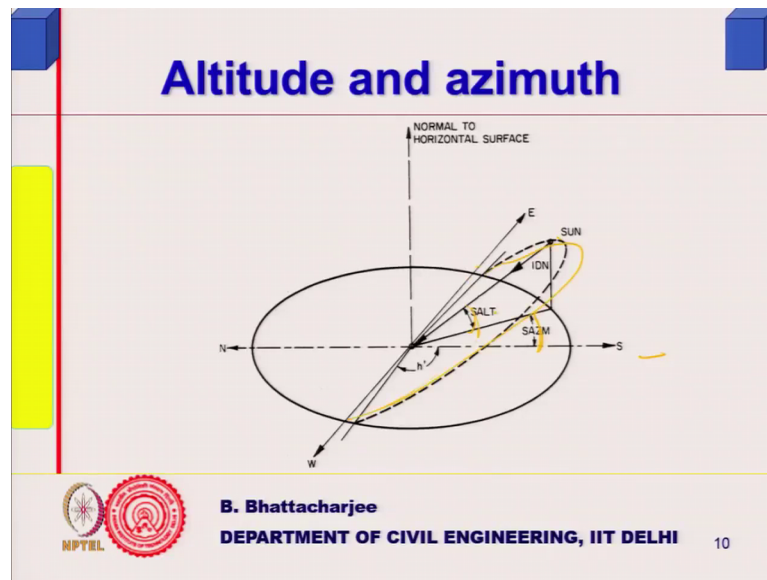 Altitude and azimuth
NORMAL TO
HORIZONTAL SURFACE
E
SUN
IDN
SALT
SAZM
N
S
h'
W
B. Bhattacharjee
NPTEL
DEPARTMENT OF CIVIL ENGINEERING, IIT DELHI
10